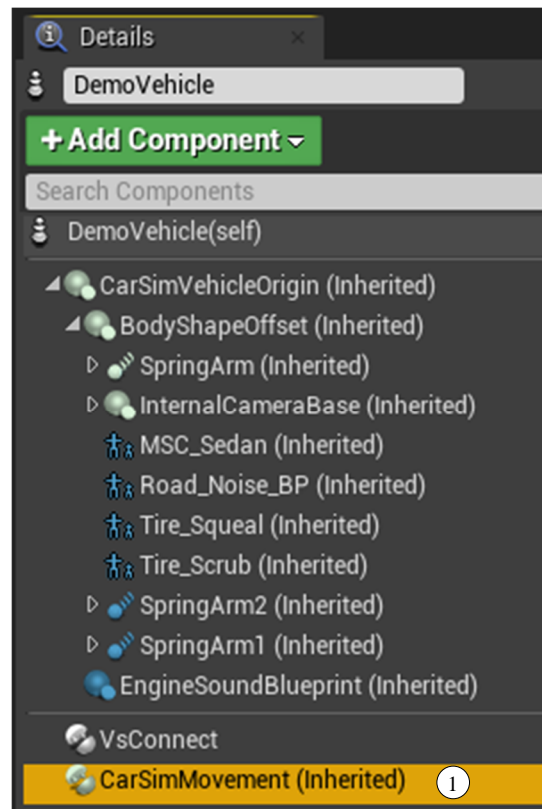 Details
DemoVehicle
+ Add Component
Search Components
DemoVehicle(self)
CarSimVehicleOrigin (Inherited)
BodyShapeOffset (Inherited)
SpringArm (Inherited)
InternalCameraBase (Inherited)
MSC_Sedan (Inherited)
Road_Noise_BP (Inherited)
Tire_Squeal (Inherited)
Tire_Scrub (Inherited)
SpringArm2 (Inherited)
SpringArm1 (Inherited)
EngineSoundBlueprint (Inherited)
VsConnect
CarSimMovement (Inherited) 1